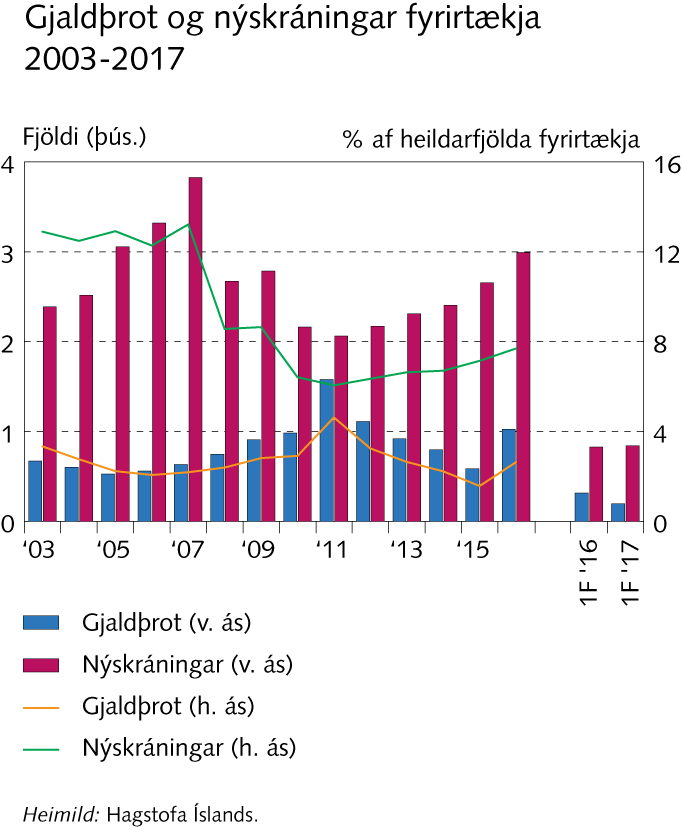 Gjaldþrot og nýskráningar fyrirtækja
2003-2017
Fjöldi (þús.)
% af heildarfjölda fyrirtækja
4
3
2
1
0
16
12
8
4
0
‘03
‘05
‘07
‘09
‘11
‘13
‘15
1F '16
1F '17
Gjaldþrot (v. ás)
Nýskráningar (v. ás)
Gjaldþrot (h. ás)
Nýskráningar (h. ás)
Heimild: Hagstofa Íslands.